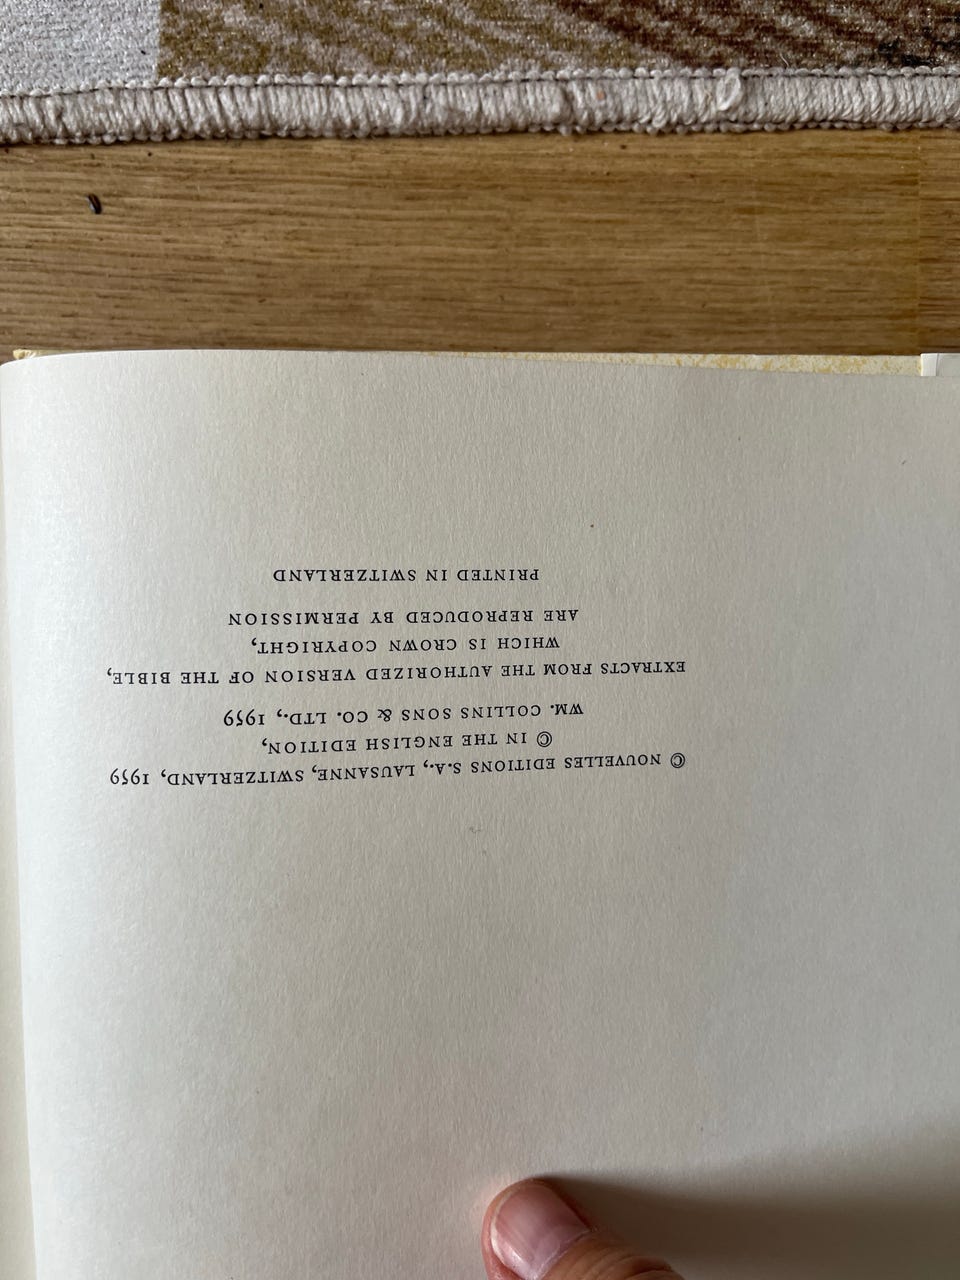 © NOUVELLES EDITIONS S.A., LAUSANNE, SWITZERLAND, 1959
© IN THE ENGLISH EDITION,
WM. COLLINS SONS & CO. LTD., 1959
EXTRACTS FROM THE AUTHORIZED VERSION OF THE BIBLE,
WHICH IS CROWN COPYRIGHT,
ARE REPRODUCED BY PERMISSION
PRINTED IN SWITZERLAND